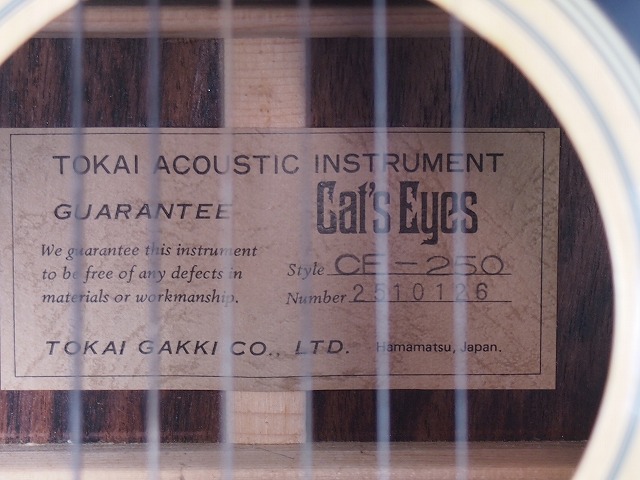 TOKAI ACOUSTIC INSTRUMENT
GUARANTEE
Cat's Eyes
We guarantee this instrument
to be free of any defects in
materials or workmanship.
Style CE-250
Number 2510126
TOKAI GAKKI CO., LTD. Hamamatsu, Japan.